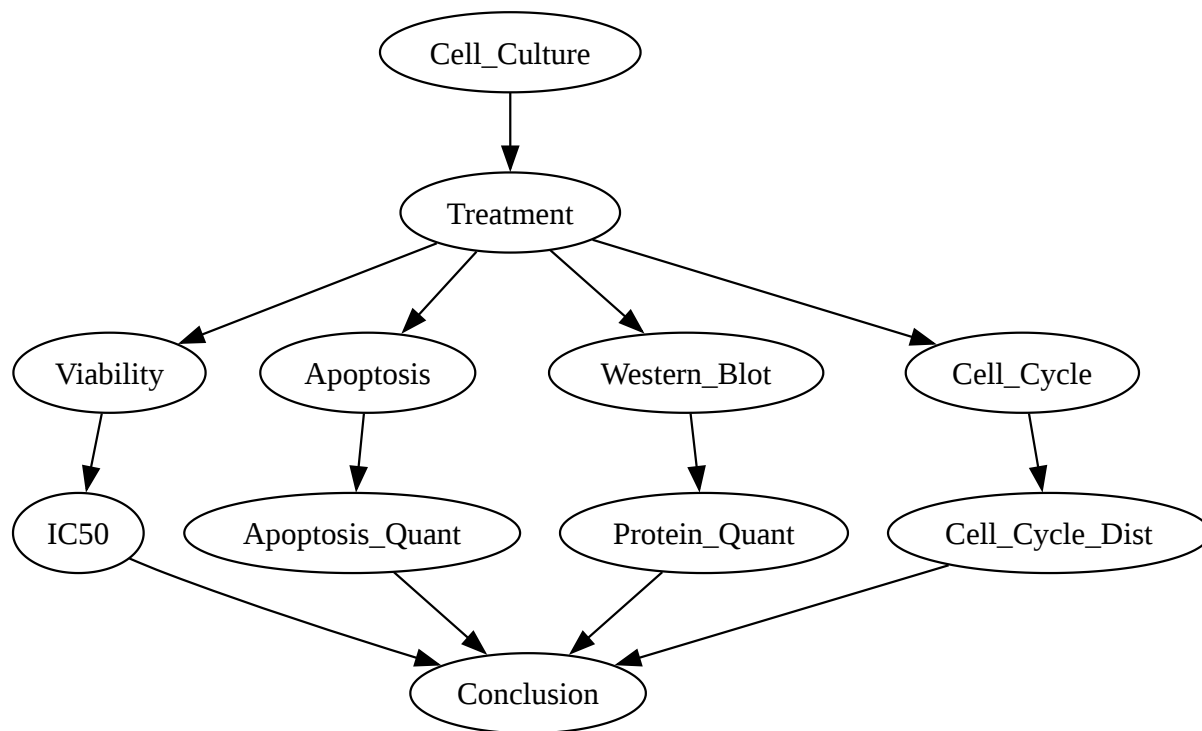 Cell_Culture
Treatment
Viability
Apoptosis
Western_Blot
Cell_Cycle
IC50
Apoptosis_Quant
Protein_Quant
Cell_Cycle_Dist
Conclusion